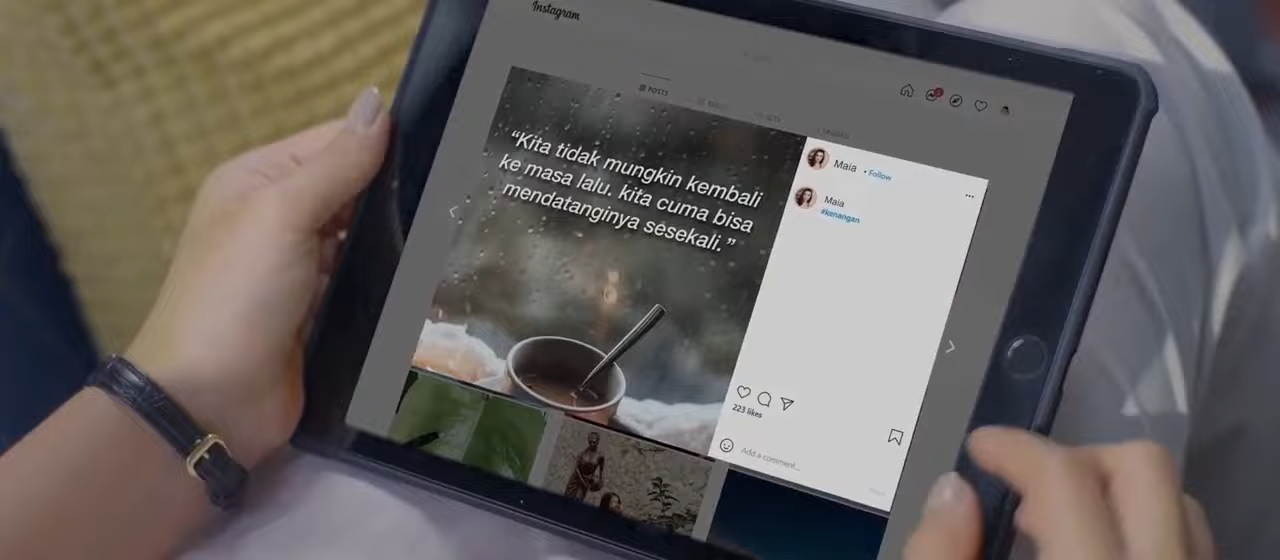 Instagram
POSTS
“Kita tidak mungkin kembali
ke masa lalu. kita cuma bisa
mendatanginya sesekali.”
Maia • Follow
Maia
#kenangan
223 likes
Add a comment...